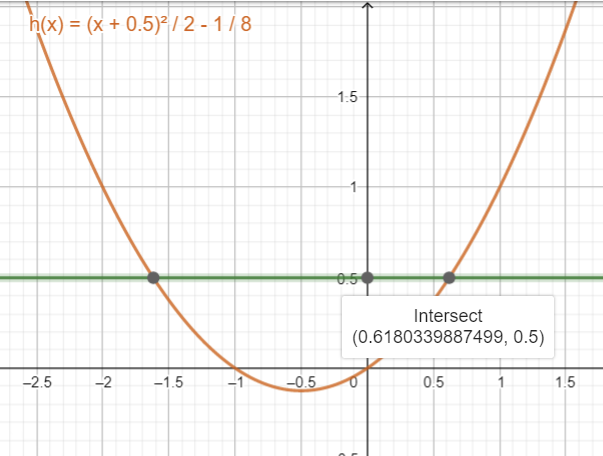 h(x) = (x + 0.5)² / 2 - 1 / 8
1.5
1
0.5
Intersect
(0.6180339887499, 0.5)
–2.5 –2 –1.5 –1 –0.5 0 0.5 1 1.5